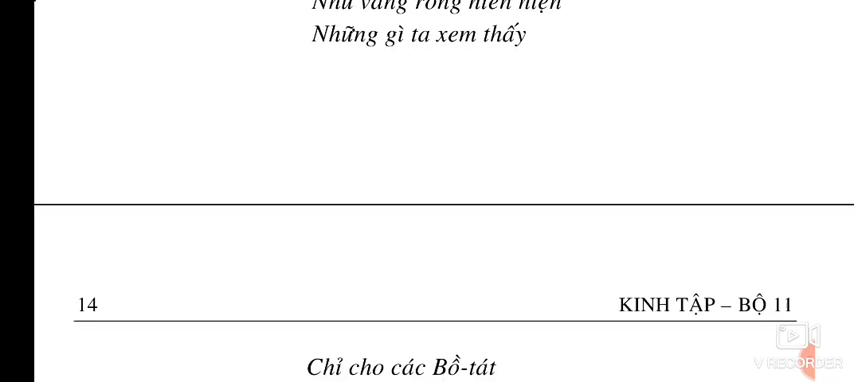 Như vầng rồng hiển hiện
Những gì ta xem thấy
14 KINH TẬP – BỘ 11
V RECORDER
Chỉ cho các Bồ-tát